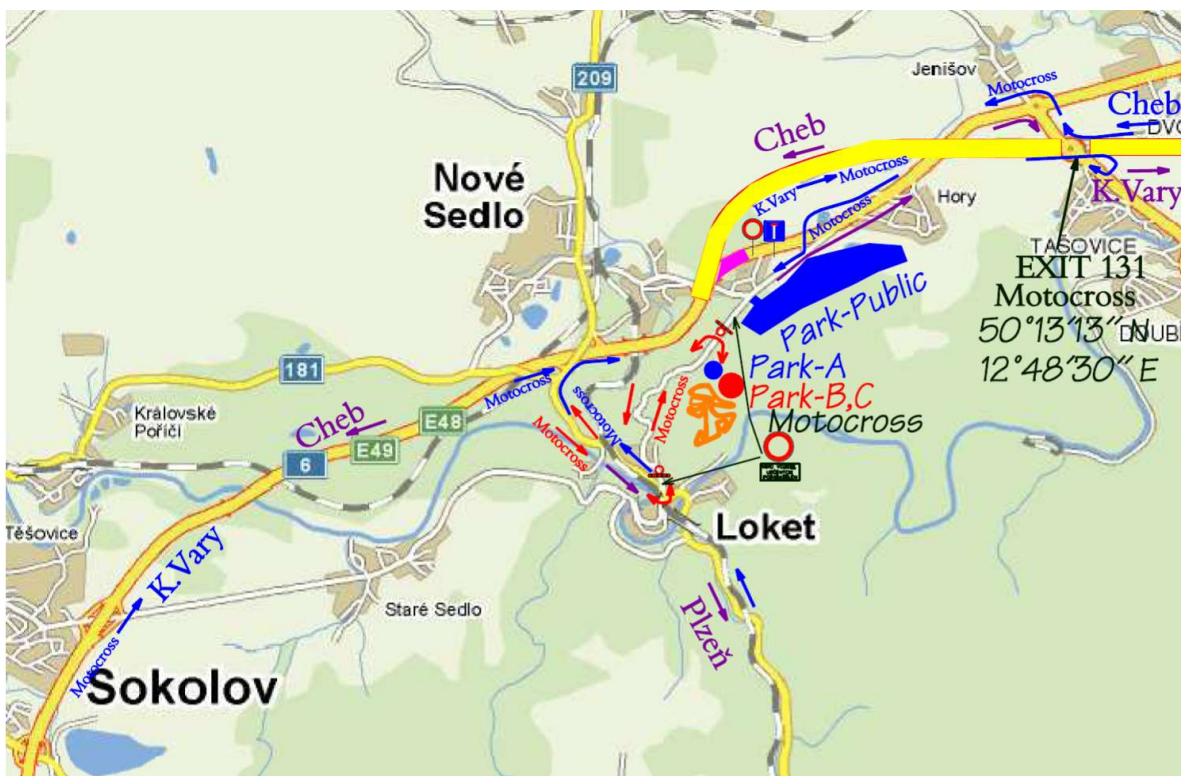 Jenišov
Motocross
Cheb
DVO
209
Cheb
K.Vary
Motocross
K.Vary
Nové
Sedlo
Motocross
Hory
TAŠOVICE
EXIT 131
Motocross
50°13'13" N
DOUBÍ
12°48'30" E
Park-Public
Park-A
Park-B,C
Motocross
181
Motocross
Motocross
Motocross
Motocross
Královské
Poříčí
Cheb
E48
E49
6
Loket
Těšovice
K.Vary
Staré Sedlo
Plzeň
Motocross
Sokolov